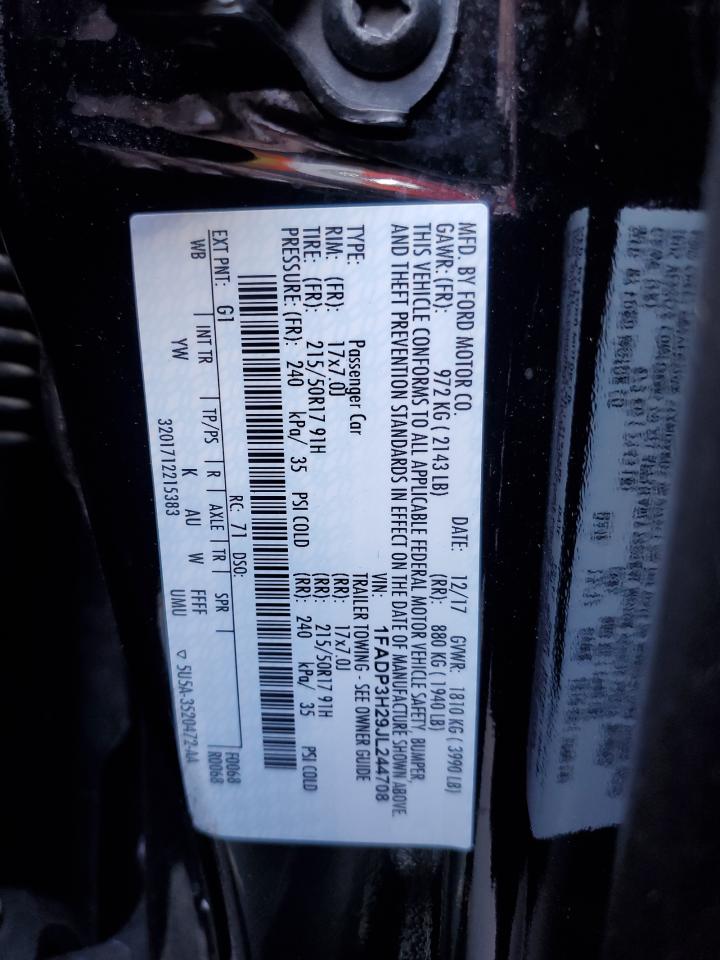 MFD. BY FORD MOTOR CO.
DATE: 12/17 GVWR: 1810 KG ( 3990 LB)
GAWR: (FR): 972 KG ( 2143 LB) (RR): 880 KG ( 1940 LB)
THIS VEHICLE CONFORMS TO ALL APPLICABLE FEDERAL MOTOR VEHICLE SAFETY, BUMPER,
AND THEFT PREVENTION STANDARDS IN EFFECT ON THE DATE OF MANUFACTURE SHOWN ABOVE.
VIN: 1FADP3H29JL244708
TYPE: Passenger Car TRAILER TOWING - SEE OWNER GUIDE
RIM: (FR): 17x7.0J (RR): 17x7.0J
TIRE: (FR): 215/50R17 91H (RR): 215/50R17 91H
PRESSURE: (FR): 240 kPa/ 35 PSI COLD (RR): 240 kPa/ 35 PSI COLD
F0068
R0068
EXT PNT: G1 RC: 71 DSO:
WB INT TR TP/PS R AXLE TR SPR
YW K AU W FFFF
3201712215383 UMU
▽ 5U5A-3520472-AA